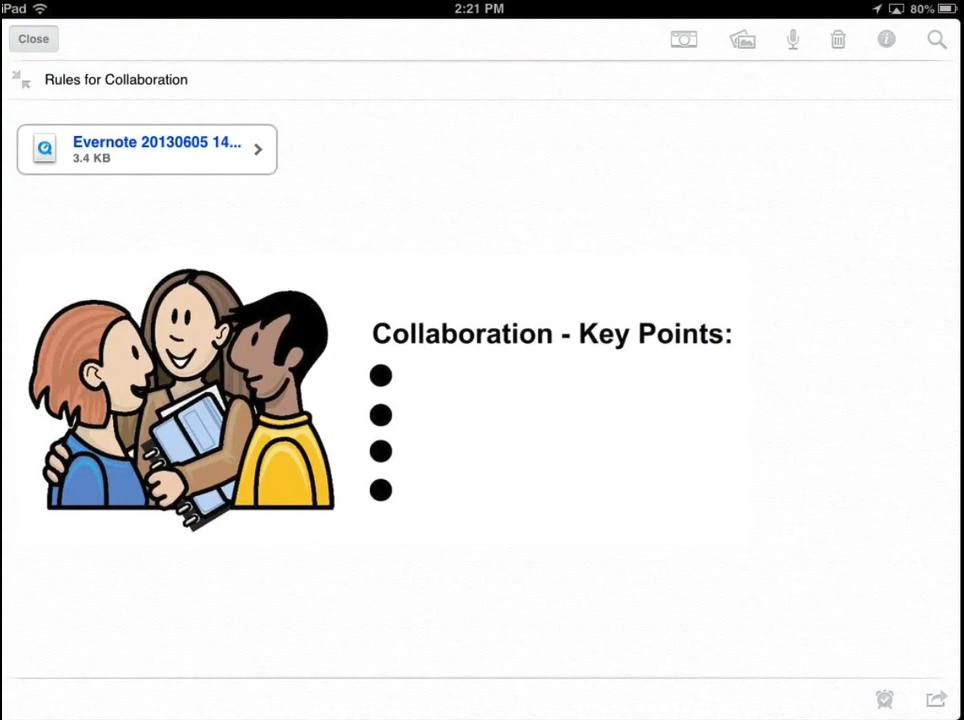 iPad 2:21 PM 80%
Close
Rules for Collaboration
Evernote 20130605 14...
3.4 KB
Collaboration - Key Points: